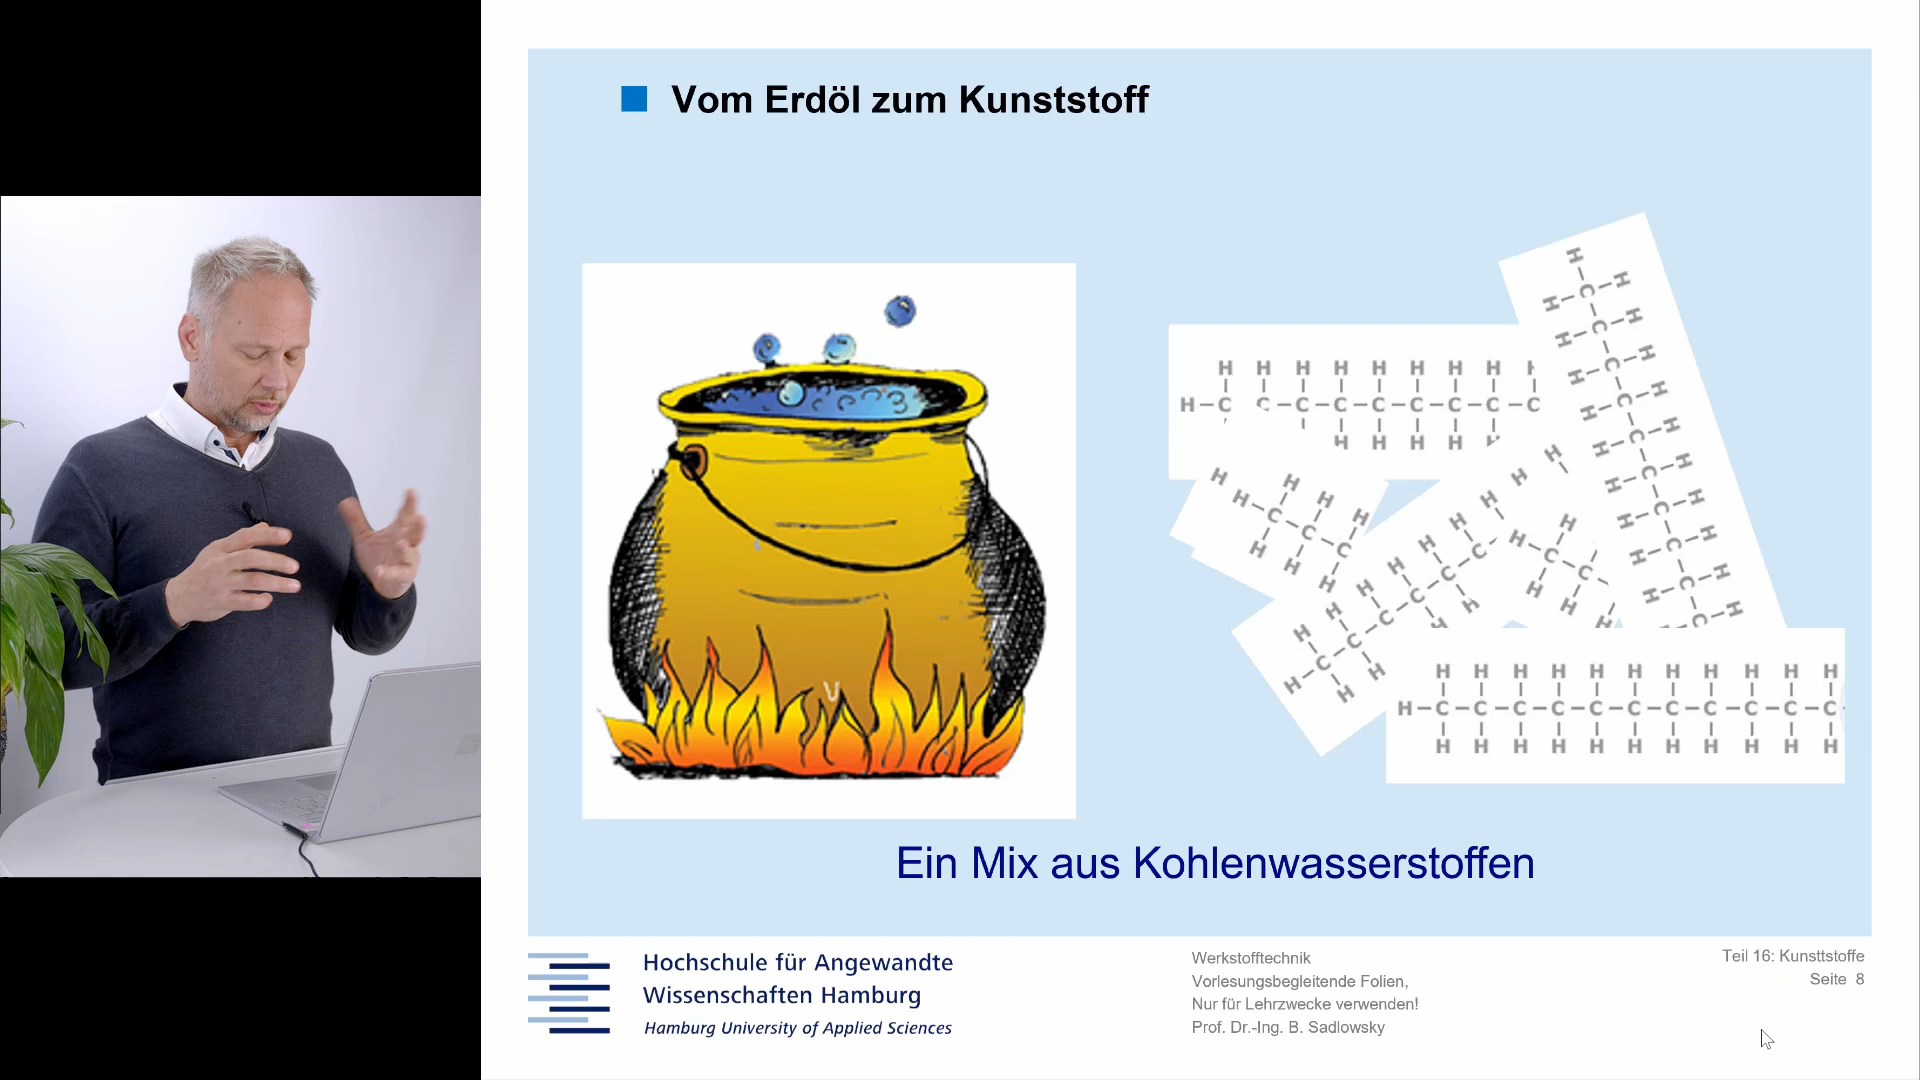 Vom Erdöl zum Kunststoff
H H H H H H H H
H-C C-C-C-C-C-C-C-C
H H H H
H H H H H H H H H H H
H-C-C-C-C-C-C-C-C-C-C-C
H H H H H H H H H H H
Ein Mix aus Kohlenwasserstoffen
Hochschule für Angewandte
Wissenschaften Hamburg
Hamburg University of Applied Sciences
Werkstofftechnik
Vorlesungsbegleitende Folien,
Nur für Lehrzwecke verwenden!
Prof. Dr.-Ing. B. Sadlowsky
Teil 16: Kunsttstoffe
Seite 8